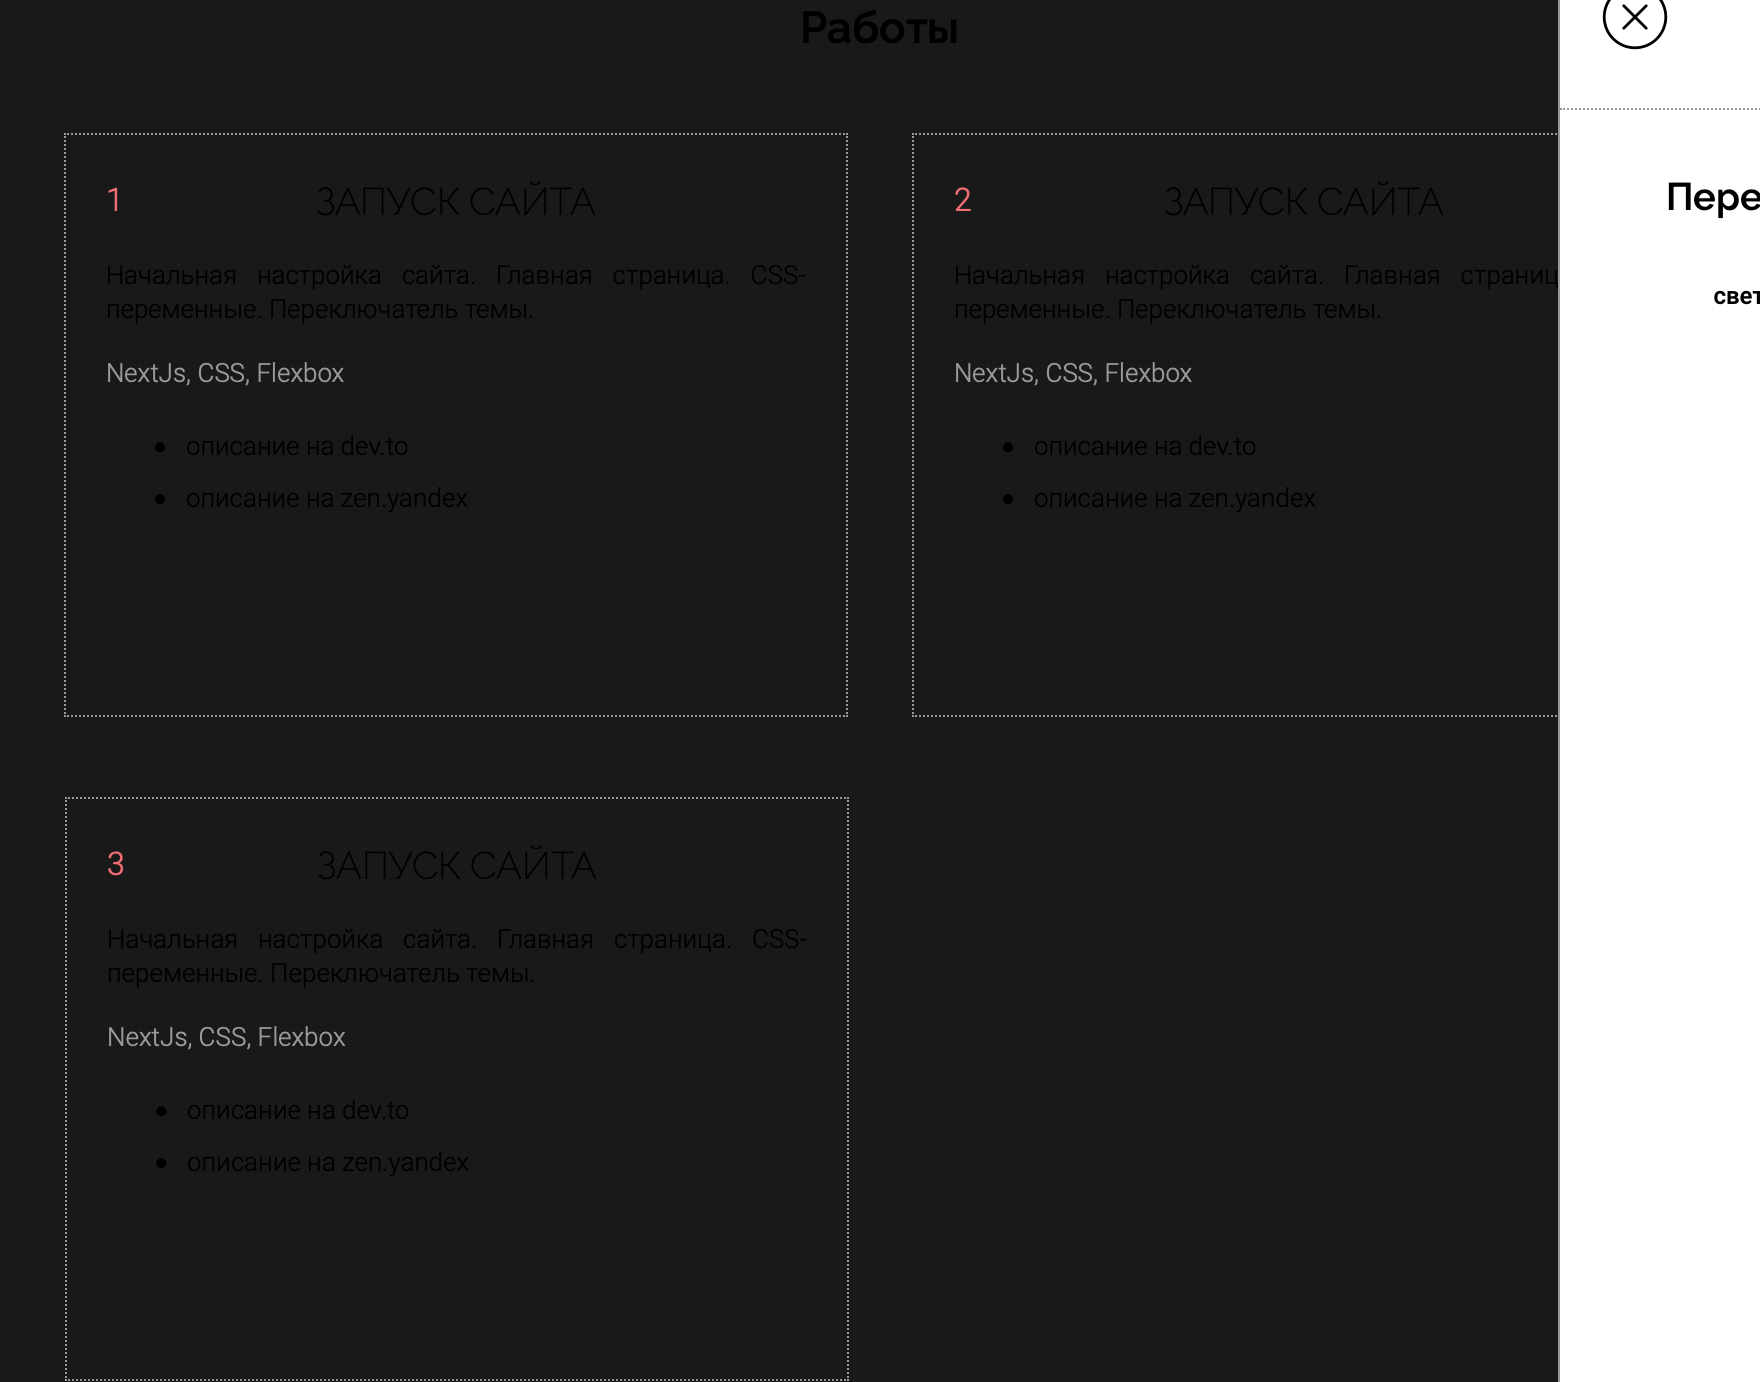 Работы
1 ЗАПУСК САЙТА
Начальная настройка сайта. Главная страница. CSS-
переменные. Переключатель темы.
NextJs, CSS, Flexbox
• описание на dev.to
• описание на zen.yandex
2 ЗАПУСК САЙТА
Начальная настройка сайта. Главная страниц
переменные. Переключатель темы.
NextJs, CSS, Flexbox
• описание на dev.to
• описание на zen.yandex
3 ЗАПУСК САЙТА
Начальная настройка сайта. Главная страница. CSS-
переменные. Переключатель темы.
NextJs, CSS, Flexbox
• описание на dev.to
• описание на zen.yandex
Пере
свет